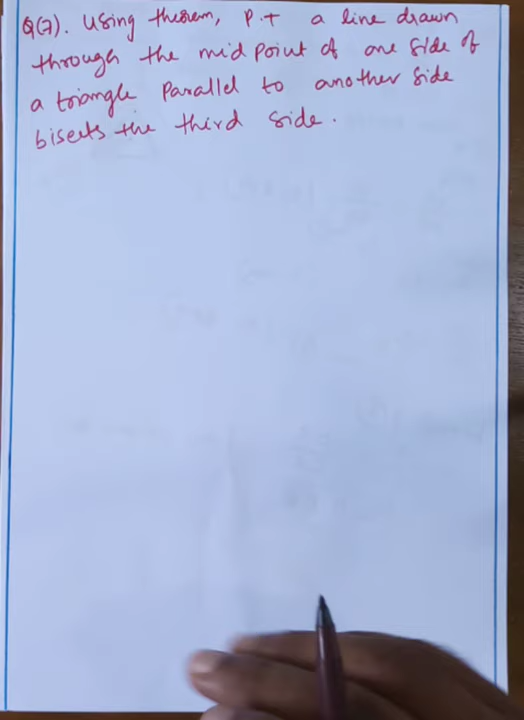 Q(7). Using theorem, P.T a line drawn
through the mid point of one side of
a triangle parallel to another side
bisects the third side.